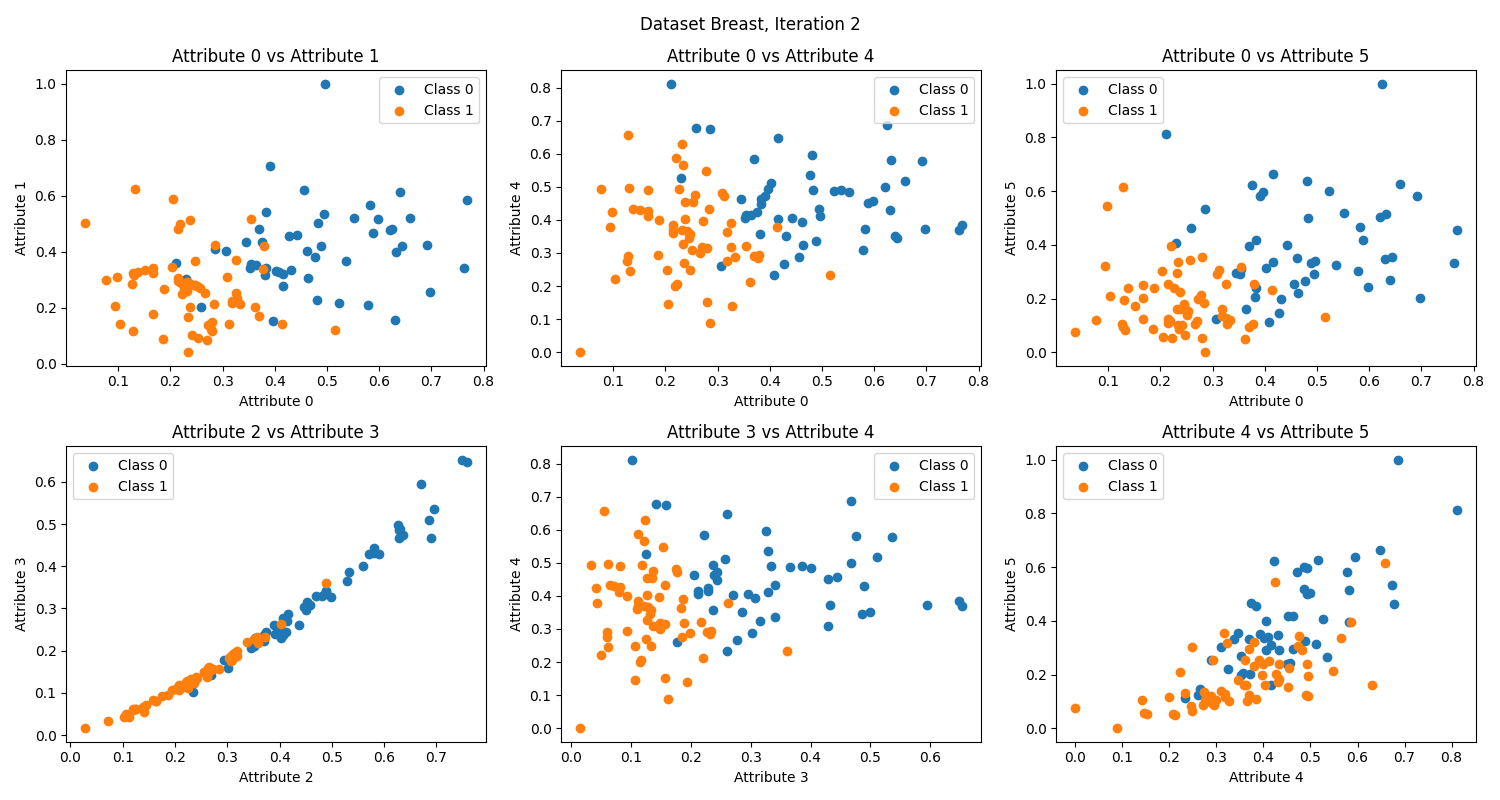 Dataset Breast, Iteration 2
Attribute 0 vs Attribute 1
Class 0
Class 1
1.0
0.8
0.6
0.4
0.2
0.0
Attribute 1
0.1 0.2 0.3 0.4 0.5 0.6 0.7 0.8
Attribute 0
Attribute 0 vs Attribute 4
Class 0
Class 1
0.8
0.7
0.6
0.5
0.4
0.3
0.2
0.1
0.0
Attribute 4
0.1 0.2 0.3 0.4 0.5 0.6 0.7 0.8
Attribute 0
Attribute 0 vs Attribute 5
Class 0
Class 1
1.0
0.8
0.6
0.4
0.2
0.0
Attribute 5
0.1 0.2 0.3 0.4 0.5 0.6 0.7 0.8
Attribute 0
Attribute 2 vs Attribute 3
Class 0
Class 1
0.6
0.5
0.4
0.3
0.2
0.1
0.0
Attribute 3
0.0 0.1 0.2 0.3 0.4 0.5 0.6 0.7
Attribute 2
Attribute 3 vs Attribute 4
Class 0
Class 1
0.8
0.7
0.6
0.5
0.4
0.3
0.2
0.1
0.0
Attribute 4
0.0 0.1 0.2 0.3 0.4 0.5 0.6
Attribute 3
Attribute 4 vs Attribute 5
Class 0
Class 1
1.0
0.8
0.6
0.4
0.2
0.0
Attribute 5
0.0 0.1 0.2 0.3 0.4 0.5 0.6 0.7 0.8
Attribute 4